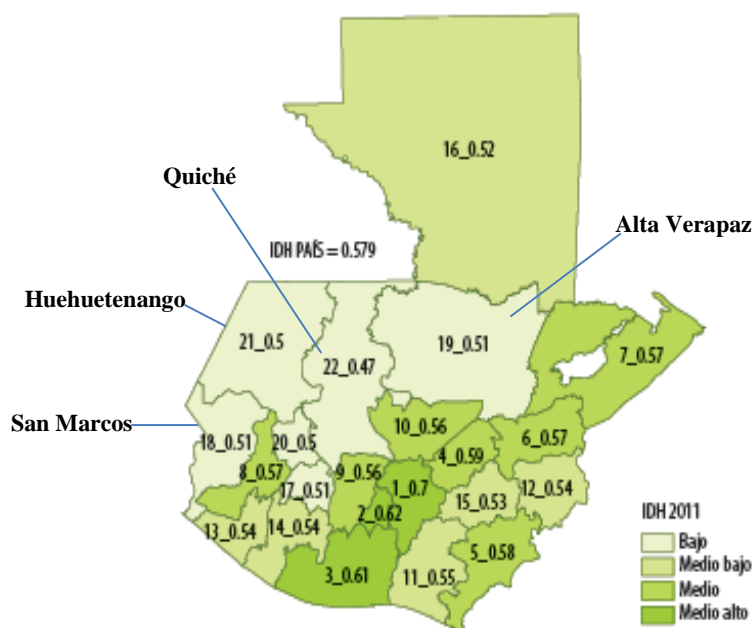 16_0.52
Quiché
Alta Verapaz
IDH PAÍS = 0.579
Huehuetenango
21_0.5
19_0.51
7_0.57
22_0.47
San Marcos
18_0.51
20_0.5
10_0.56
6_0.57
8_0.57
9_0.56
4_0.59
17_0.51
1_0.7
12_0.54
15_0.53
2_0.62
13_0.54
14_0.54
5_0.58
3_0.61
11_0.55
IDH 2011
Bajo
Medio bajo
Medio
Medio alto